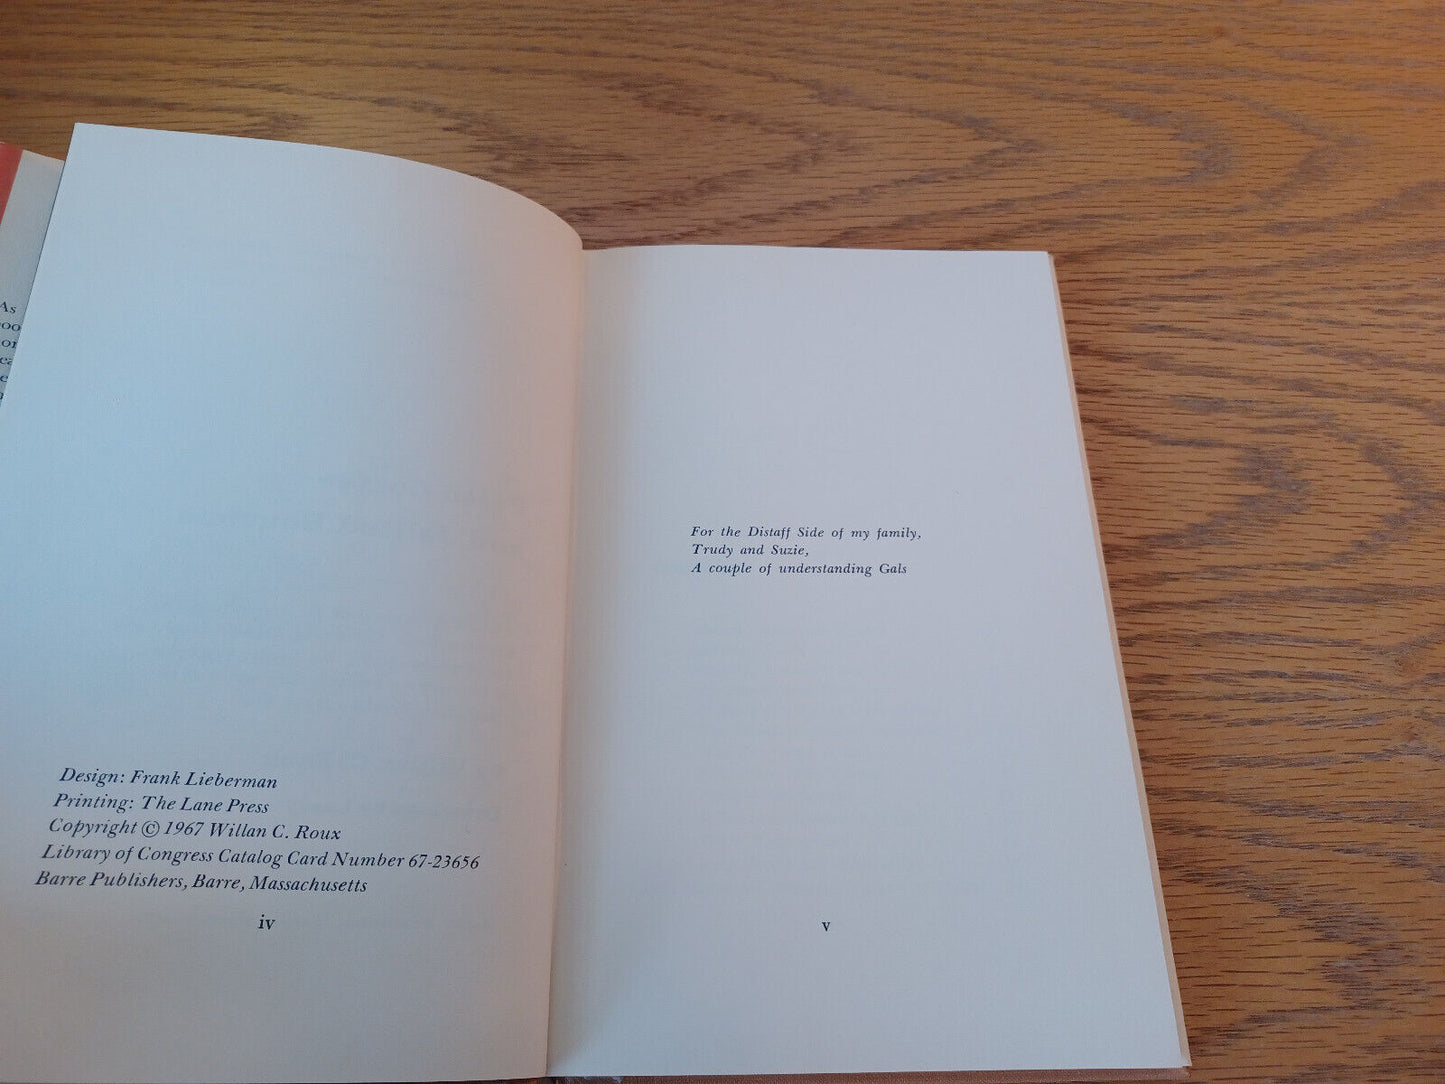 As
Design: Frank Lieberman
Printing: The Lane Press
Copyright © 1967 Willan C. Roux
Library of Congress Catalog Card Number 67-23656
Barre Publishers, Barre, Massachusetts
iv
For the Distaff Side of my family,
Trudy and Suzie,
A couple of understanding Gals
v